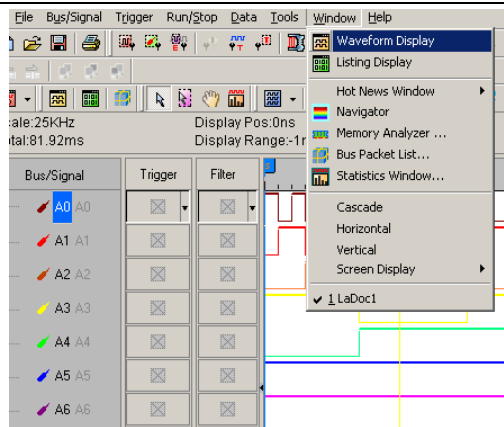 File Bus/Signal Trigger Run/Stop Data Tools Window Help
Waveform Display
Listing Display
Hot News Window
Navigator
Memory Analyzer ...
Bus Packet List...
Statistics Window...
Cascade
Horizontal
Vertical
Screen Display
1 LaDoc1
cale:25KHz Display Pos:0ns
otal:81.92ms Display Range:-1
Bus/Signal Trigger Filter
A0 A0
A1 A1
A2 A2
A3 A3
A4 A4
A5 A5
A6 A6